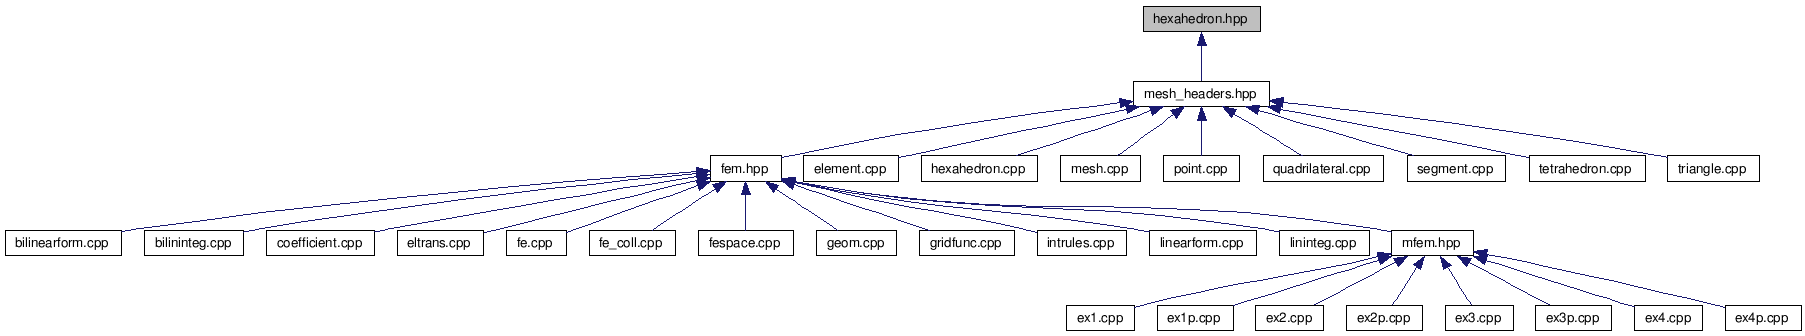 hexahedron.hpp
mesh_headers.hpp
fem.hpp
element.cpp
hexahedron.cpp
mesh.cpp
point.cpp
quadrilateral.cpp
segment.cpp
tetrahedron.cpp
triangle.cpp
bilinearform.cpp
bilininteg.cpp
coefficient.cpp
eltrans.cpp
fe.cpp
fe_coll.cpp
fespace.cpp
geom.cpp
gridfunc.cpp
intrules.cpp
linearform.cpp
lininteg.cpp
mfem.hpp
ex1.cpp
ex1p.cpp
ex2.cpp
ex2p.cpp
ex3.cpp
ex3p.cpp
ex4.cpp
ex4p.cpp